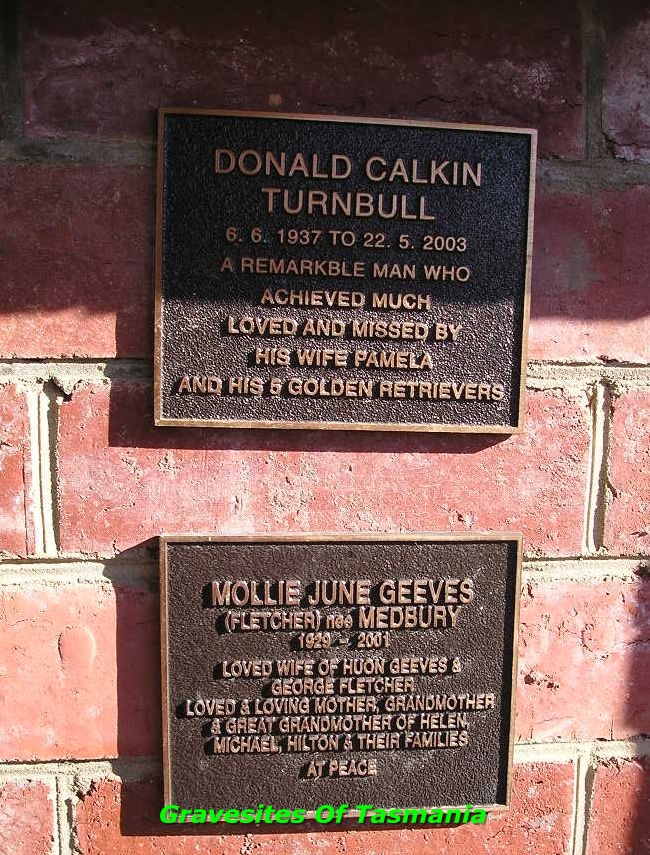 DONALD CALKIN
TURNBULL
6. 6. 1937 TO 22. 5. 2003
A REMARKBLE MAN WHO
ACHIEVED MUCH
LOVED AND MISSED BY
HIS WIFE PAMELA
AND HIS 5 GOLDEN RETRIEVERS
MOLLIE JUNE GEEVES
(FLETCHER) neé MEDBURY
1929 - 2001
LOVED WIFE OF HUON GEEVES &
GEORGE FLETCHER
LOVED & LOVING MOTHER, GRANDMOTHER
& GREAT GRANDMOTHER OF HELEN,
MICHAEL, HILTON & THEIR FAMILIES
AT PEACE
Gravesites Of Tasmania